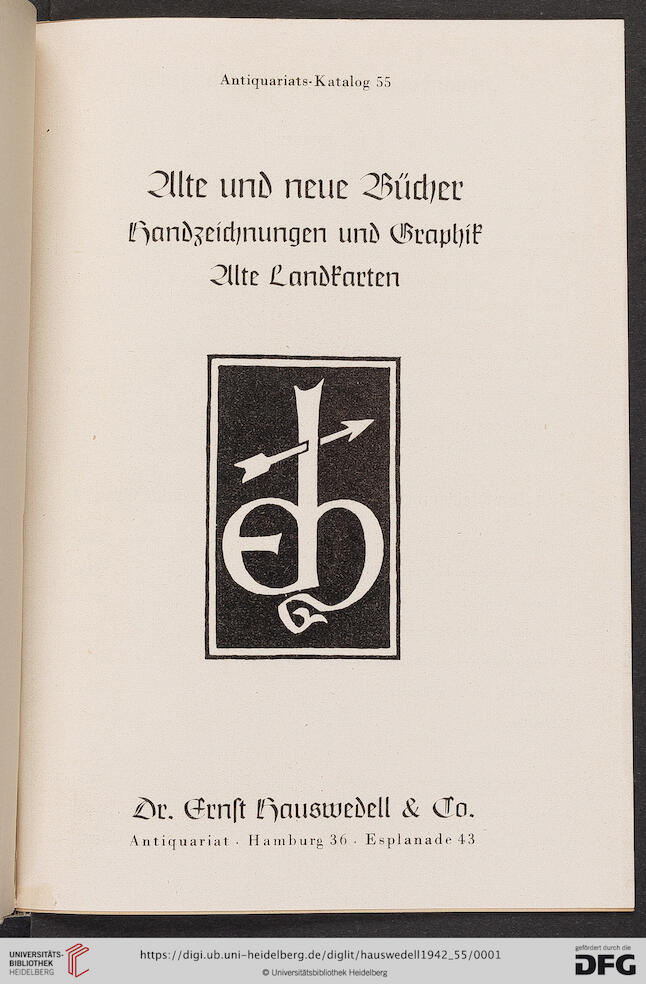 Antiquariats-Katalog 55
Alte und neue Bücher
Handzeichnungen und Graphik
Alte Landkarten
eh
Dr. Ernst Hauswedell & Co.
Antiquariat · Hamburg 36 · Esplanade 43
UNIVERSITÄTS-
BIBLIOTHEK
HEIDELBERG
https://digi.ub.uni-heidelberg.de/diglit/hauswedell1942_55/0001
© Universitätsbibliothek Heidelberg
gefördert durch die
DFG